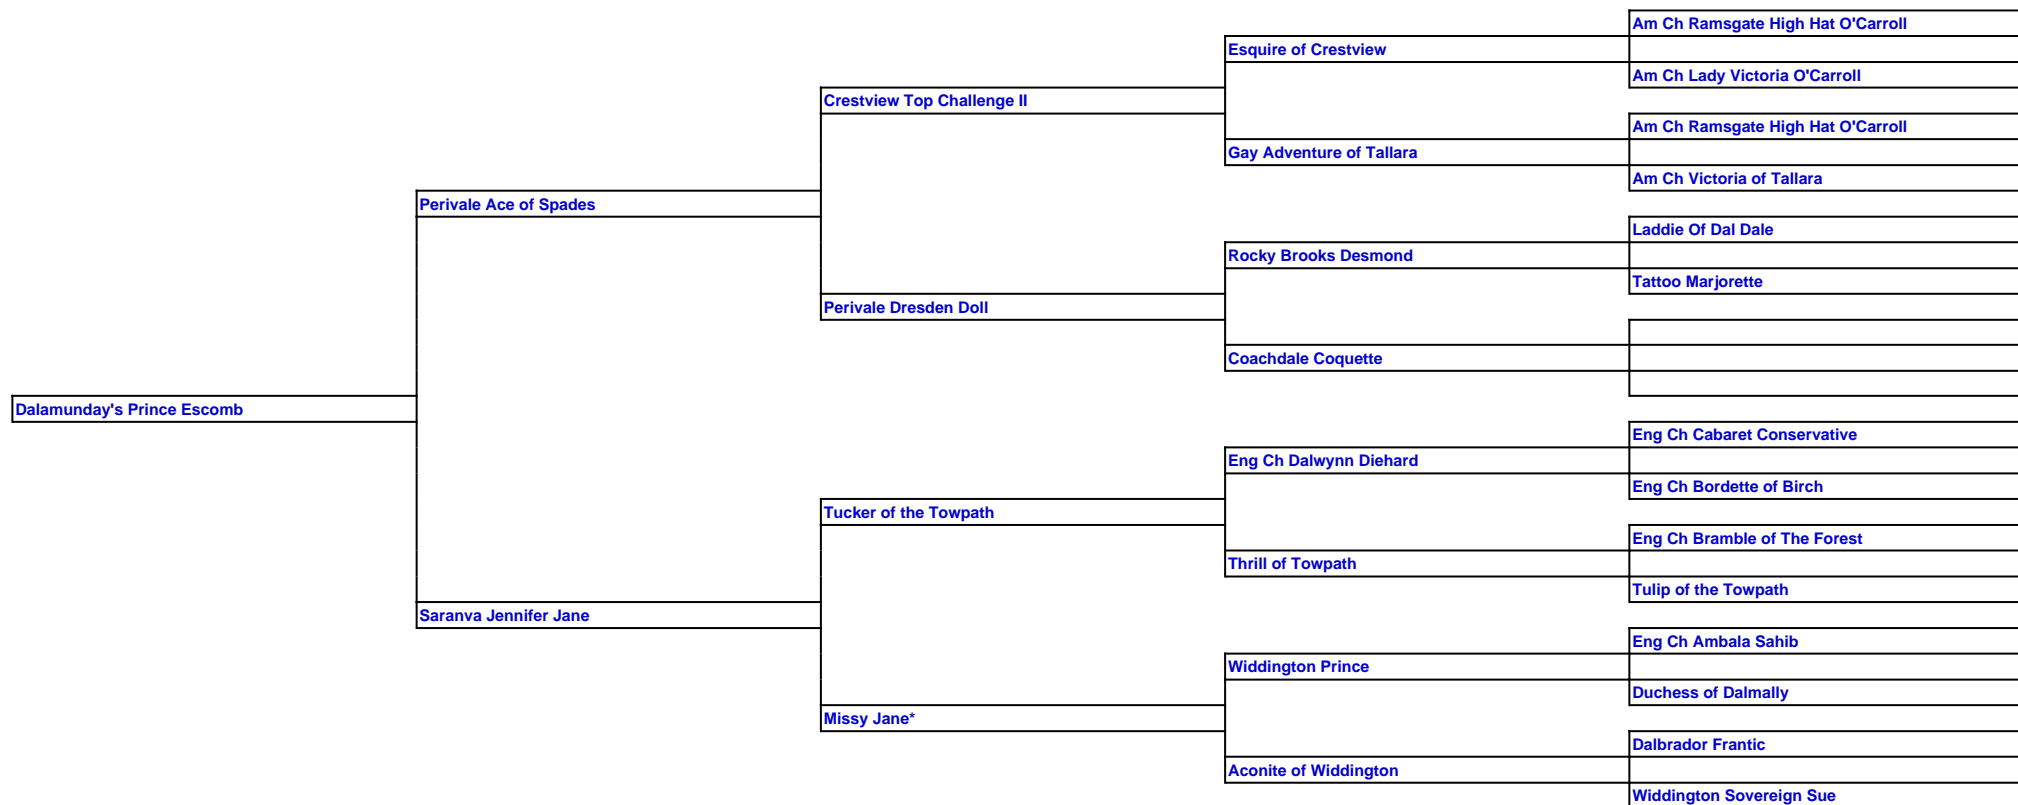 Am Ch Ramsgate High Hat O'Carroll
Esquire of Crestview
Am Ch Lady Victoria O'Carroll
Crestview Top Challenge II
Am Ch Ramsgate High Hat O'Carroll
Gay Adventure of Tallara
Am Ch Victoria of Tallara
Perivale Ace of Spades
Laddie Of Dal Dale
Rocky Brooks Desmond
Tattoo Marjorette
Perivale Dresden Doll
Coachdale Coquette
Dalamunday's Prince Escomb
Eng Ch Cabaret Conservative
Eng Ch Dalwynn Diehard
Eng Ch Bordette of Birch
Tucker of the Towpath
Eng Ch Bramble of The Forest
Thrill of Towpath
Tulip of the Towpath
Saranva Jennifer Jane
Eng Ch Ambala Sahib
Widdington Prince
Duchess of Dalmally
Missy Jane*
Dalbrador Frantic
Aconite of Widdington
Widdington Sovereign Sue